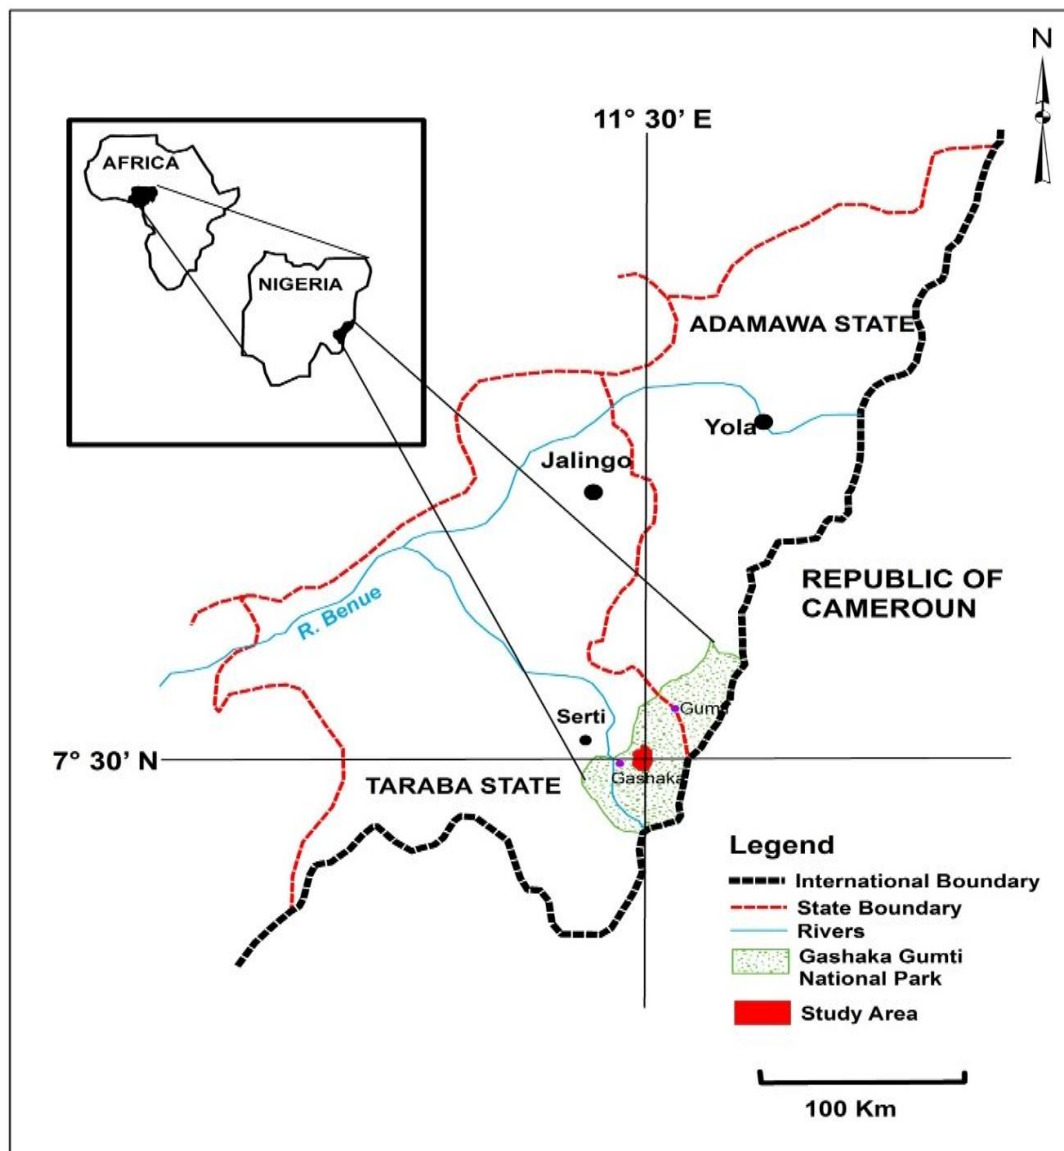 N
11° 30’ E
AFRICA
NIGERIA
ADAMAWA STATE
Yola
Jalingo
REPUBLIC OF
CAMEROUN
R. Benue
Gumti
Serti
7° 30’ N
Gashaka
TARABA STATE
Legend
International Boundary
State Boundary
Rivers
Gashaka Gumti
National Park
Study Area
100 Km